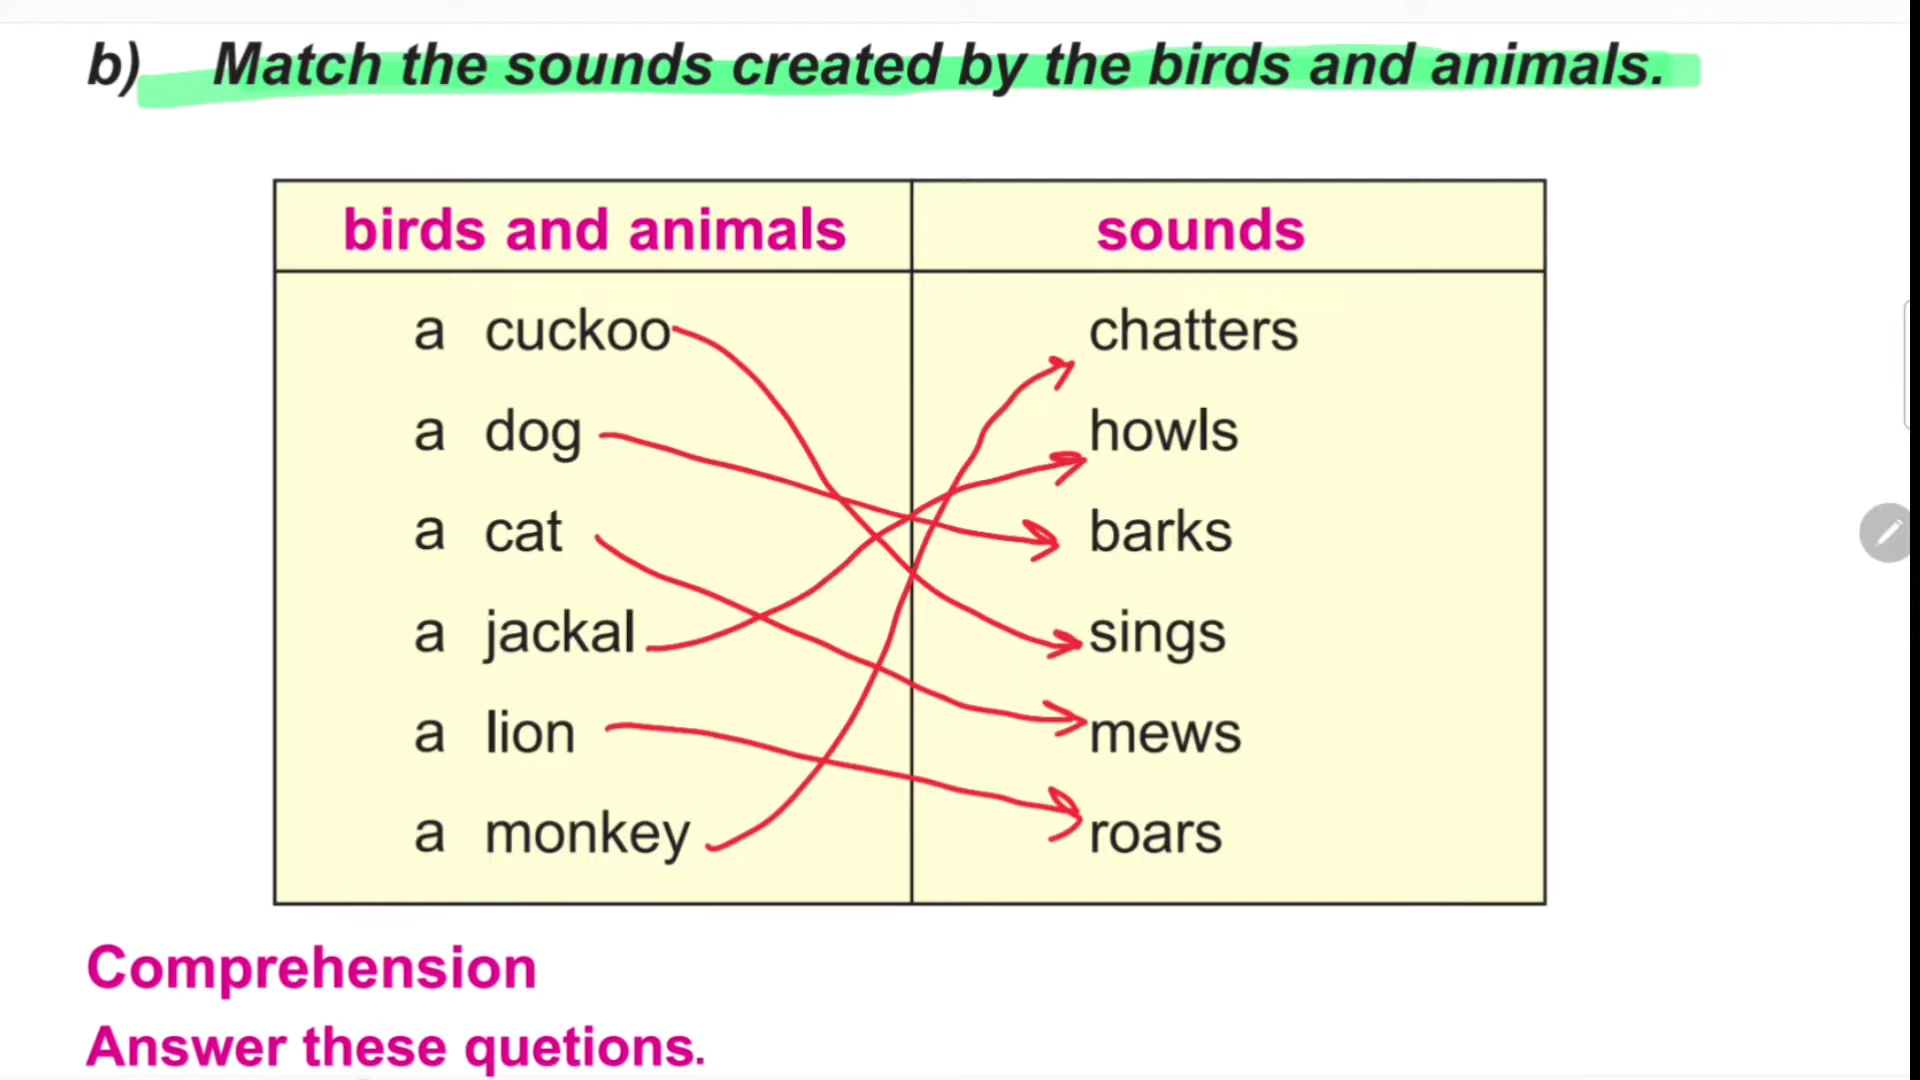 b) Match the sounds created by the birds and animals.
birds and animals sounds
a cuckoo chatters
a dog howls
a cat barks
a jackal sings
a lion mews
a monkey roars
Comprehension
Answer these quetions.